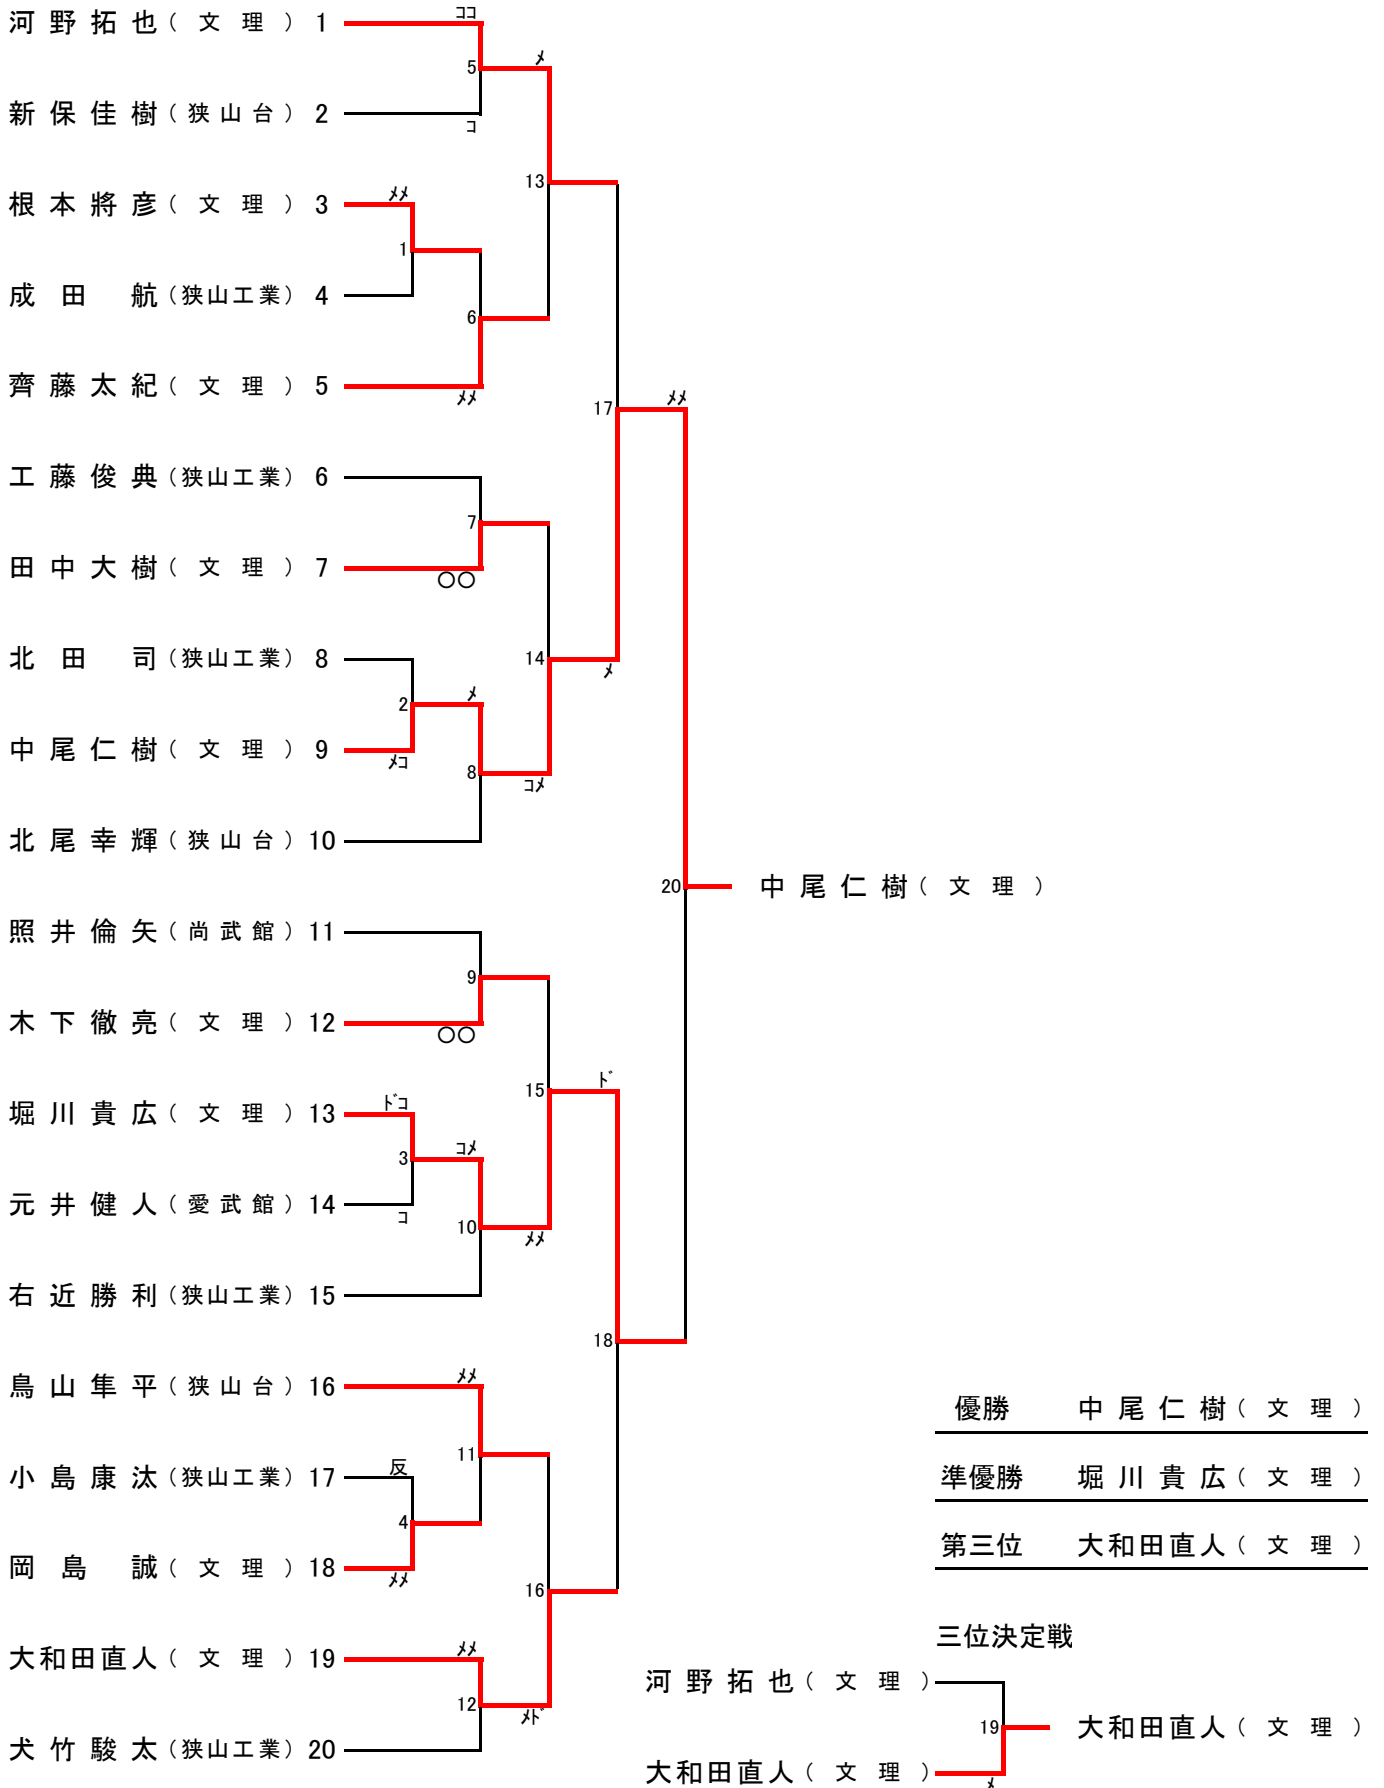 河野拓也（文理）1
ココ
メ
5
新保佳樹（狭山台）2
コ
13
根本將彦（文理）3
メメ
1
成田航（狭山工業）4
6
齊藤太紀（文理）5
メメ
17
メメ
工藤俊典（狭山工業）6
7
田中大樹（文理）7
〇〇
北田司（狭山工業）8
14
メ
2
メ
中尾仁樹（文理）9
メコ
8
コメ
北尾幸輝（狭山台）10
20
中尾仁樹（文理）
照井倫矢（尚武館）11
9
木下徹亮（文理）12
〇〇
15
ド
堀川貴広（文理）13
ドコ
3
コメ
元井健人（愛武館）14
コ
10
メメ
右近勝利（狭山工業）15
18
鳥山隼平（狭山台）16
メメ
11
小島康汰（狭山工業）17
反
4
岡島誠（文理）18
メメ
16
大和田直人（文理）19
メメ
12
メド
犬竹駿太（狭山工業）20
優勝 中尾仁樹（文理）
準優勝 堀川貴広（文理）
第三位 大和田直人（文理）
三位決定戦
河野拓也（文理）
19
大和田直人（文理）
大和田直人（文理）
メ